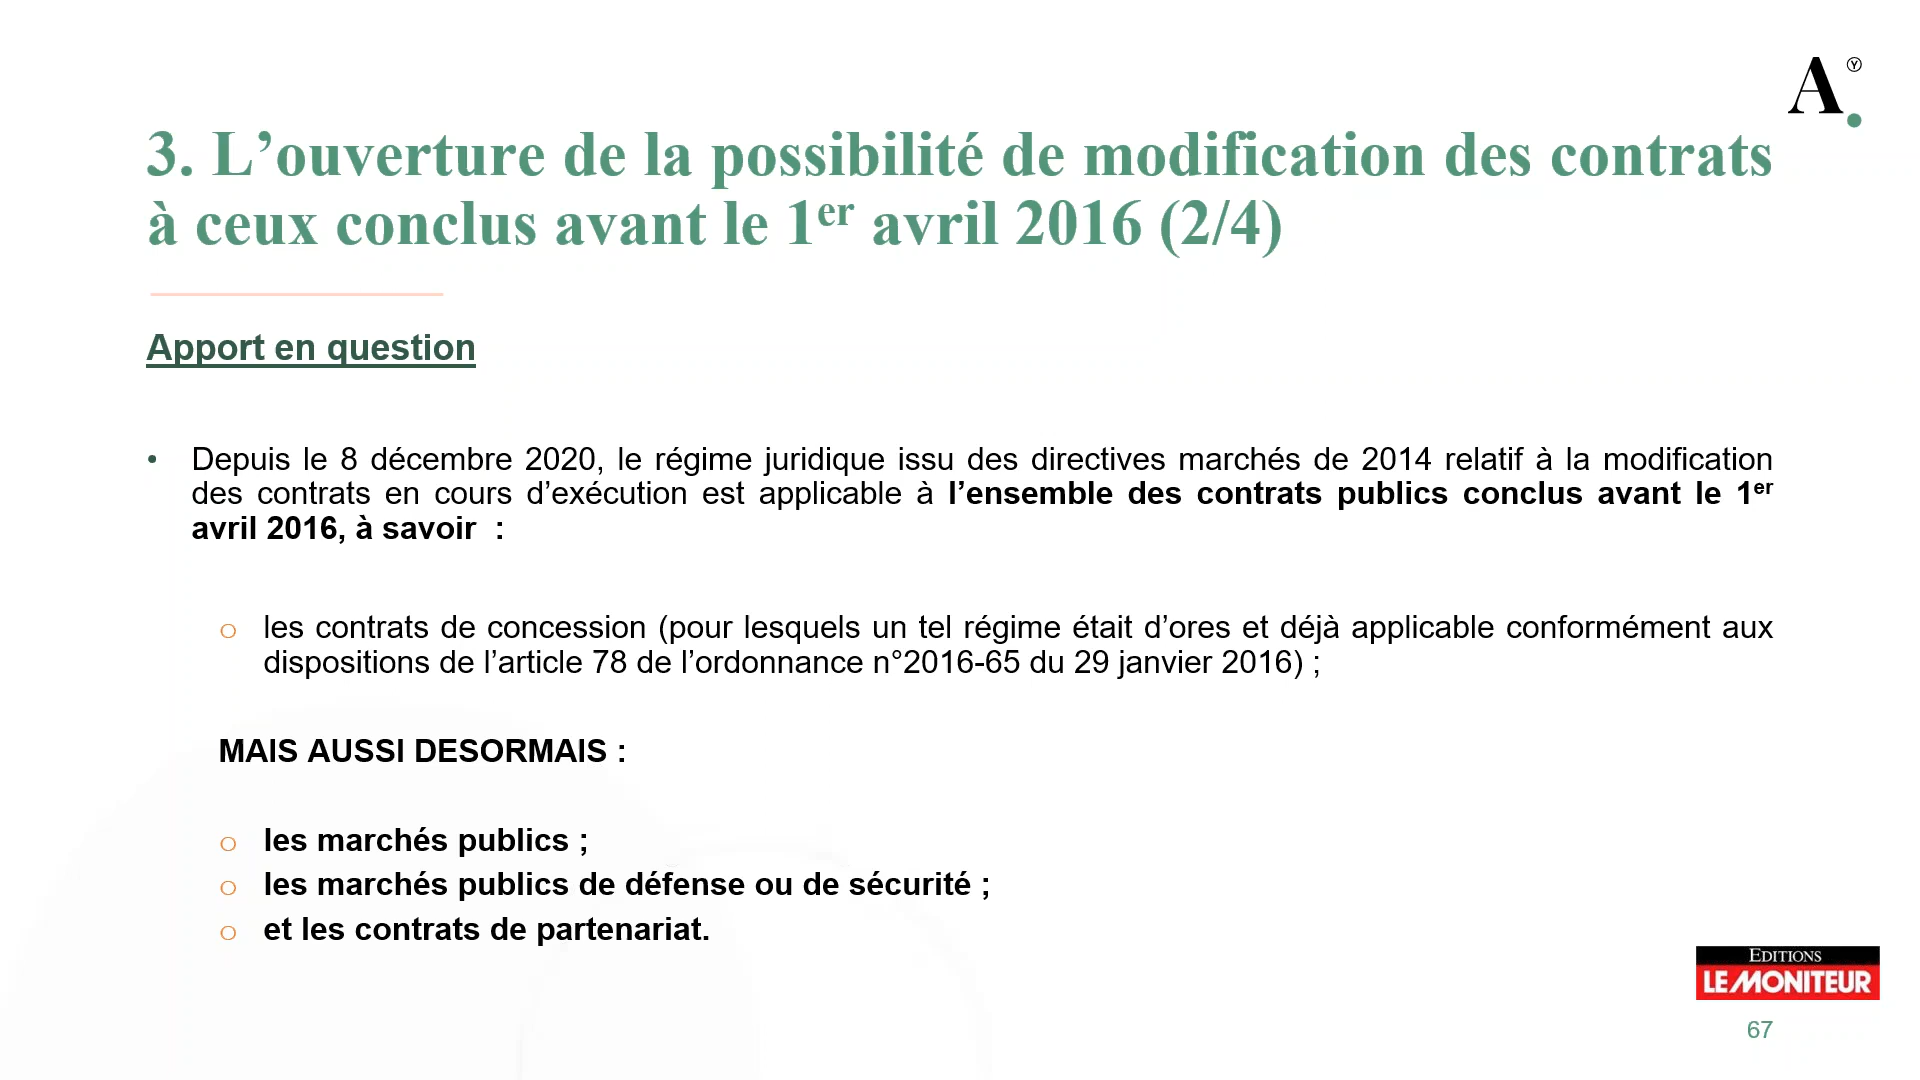 A Y
3. L’ouverture de la possibilité de modification des contrats
à ceux conclus avant le 1er avril 2016 (2/4)
Apport en question
• Depuis le 8 décembre 2020, le régime juridique issu des directives marchés de 2014 relatif à la modification
des contrats en cours d’exécution est applicable à l’ensemble des contrats publics conclus avant le 1er
avril 2016, à savoir :
o les contrats de concession (pour lesquels un tel régime était d’ores et déjà applicable conformément aux
dispositions de l’article 78 de l’ordonnance n°2016-65 du 29 janvier 2016) ;
MAIS AUSSI DESORMAIS :
o les marchés publics ;
o les marchés publics de défense ou de sécurité ;
o et les contrats de partenariat.
EDITIONS
LE MONITEUR
67